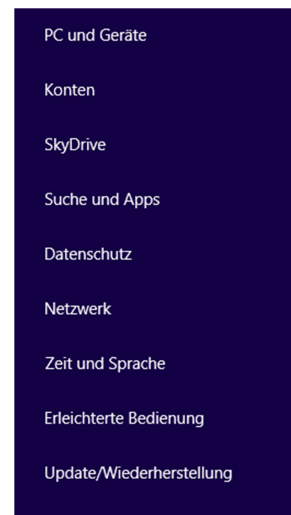 PC und Geräte
Konten
SkyDrive
Suche und Apps
Datenschutz
Netzwerk
Zeit und Sprache
Erleichterte Bedienung
Update/Wiederherstellung